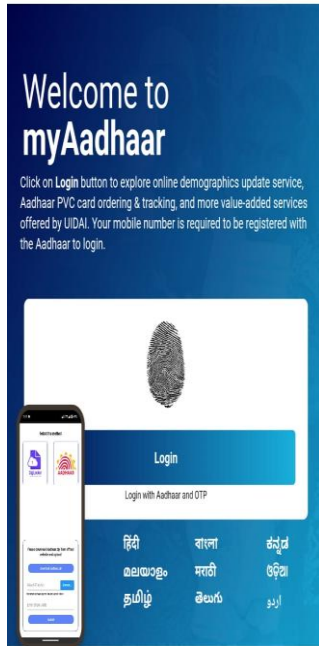 Welcome to
myAadhaar
Click on Login button to explore online demographics update service,
Aadhaar PVC card ordering & tracking, and more value-added services
offered by UIDAI. Your mobile number is required to be registered with
the Aadhaar to login.
Login
Login with Aadhaar and OTP
AADHAAR
हिंदी বাংলা ಕನ್ನಡ
മലയാളം मराठी ଓଡ଼ିଆ
தமிழ் తెలుగు اردو